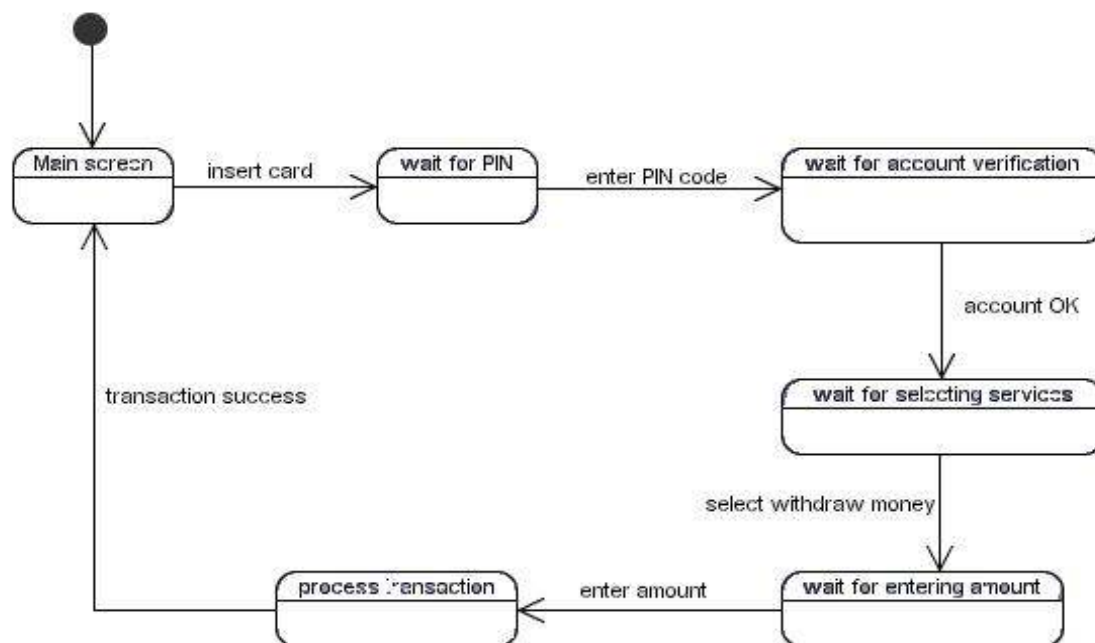 Main screen
insert card
wait for PIN
enter PIN code
wait for account verification
account OK
transaction success
wait for selecting services
select withdraw money
process transaction
enter amount
wait for entering amount